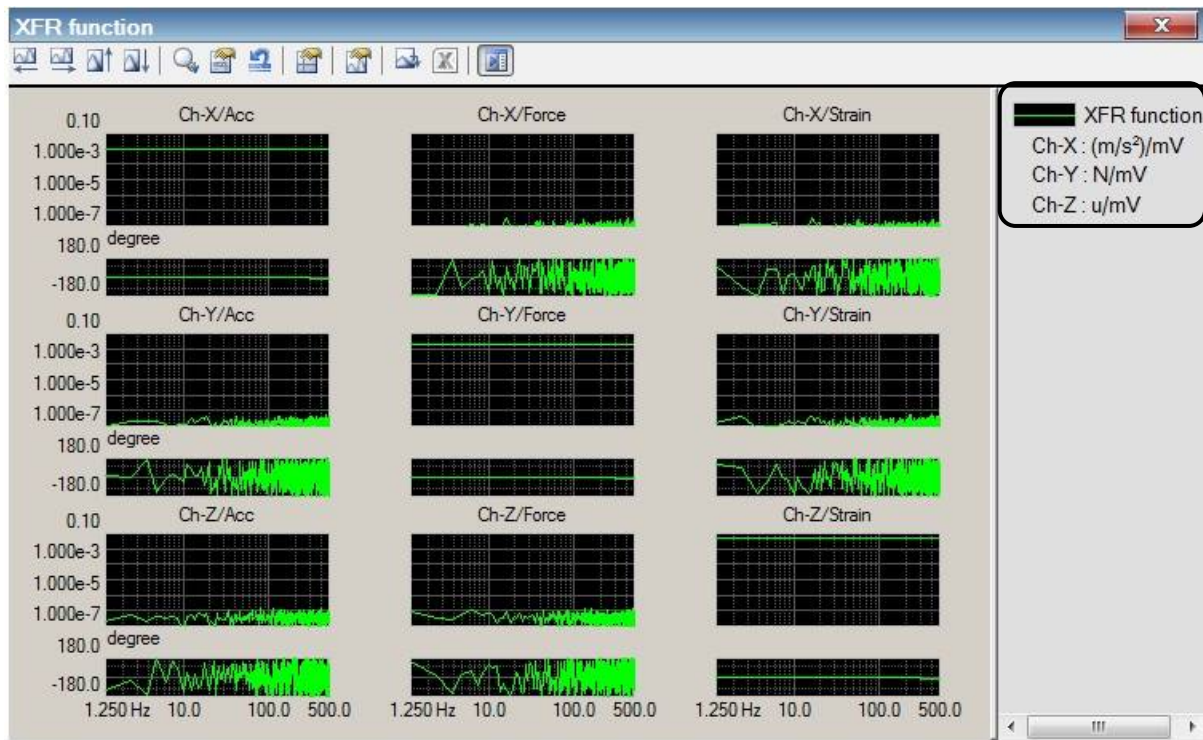 XFR function
Ch-X/Acc Ch-X/Force Ch-X/Strain
0.10
1.000e-3
1.000e-5
1.000e-7
180.0 degree
-180.0
Ch-Y/Acc Ch-Y/Force Ch-Y/Strain
0.10
1.000e-3
1.000e-5
1.000e-7
180.0 degree
-180.0
Ch-Z/Acc Ch-Z/Force Ch-Z/Strain
0.10
1.000e-3
1.000e-5
1.000e-7
180.0 degree
-180.0
1.250 Hz 10.0 100.0 500.0 1.250 Hz 10.0 100.0 500.0 1.250 Hz 10.0 100.0 500.0
XFR function
Ch-X : (m/s²)/mV
Ch-Y : N/mV
Ch-Z : u/mV